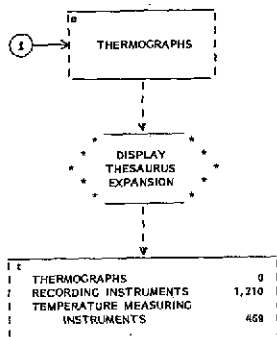 1
THERMOGRAPHS
DISPLAY
THESAURUS
EXPANSION
THERMOGRAPHS 0
RECORDING INSTRUMENTS 1,210
TEMPERATURE MEASURING
INSTRUMENTS 469